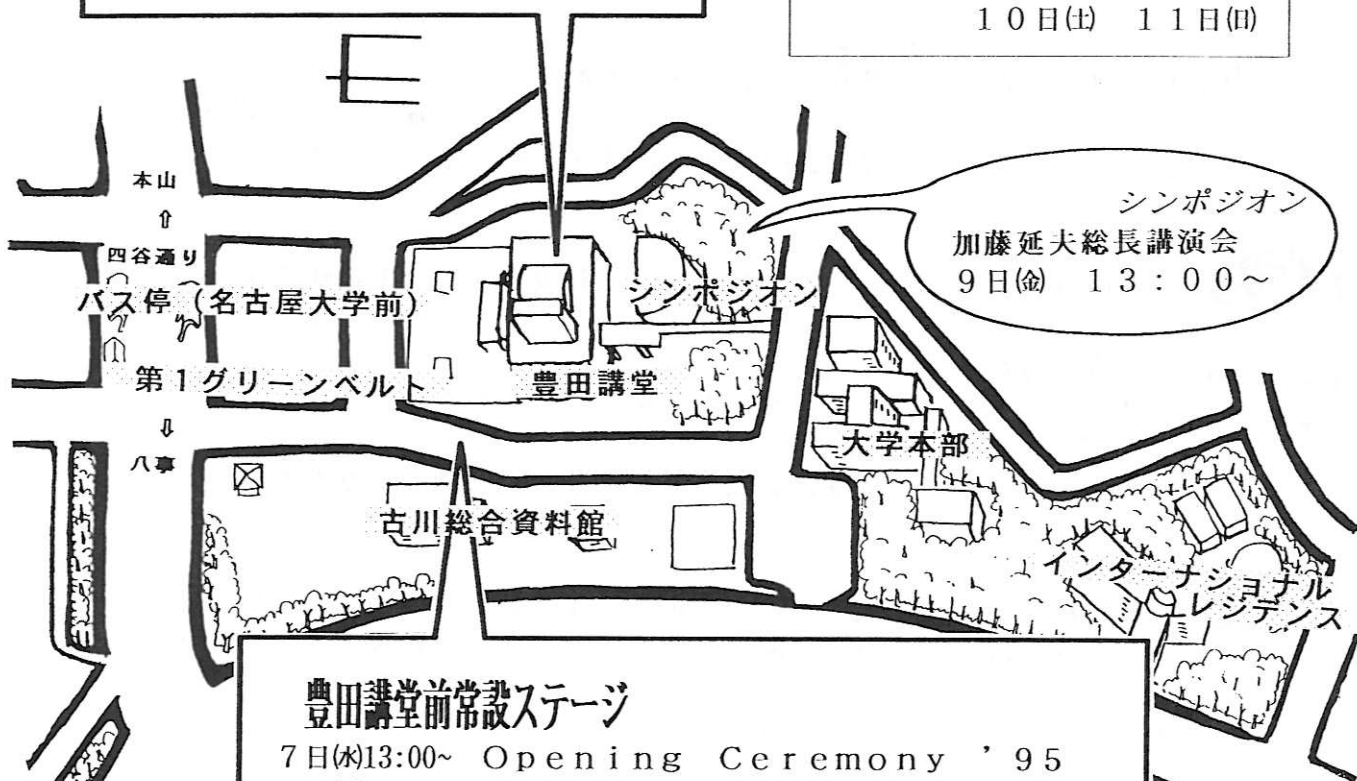 10日(土) 11日(日)
本山
⇧
四谷通り
バス停(名古屋大学前)
第1グリーンベルト
⇩
八事
豊田講堂
シンポジオン
シンポジオン
加藤延夫総長講演会
9日(金) 13:00~
大学本部
古川総合資料館
インターナショナル
レジデンス
豊田講堂前常設ステージ
7日(水)13:00~ Opening Ceremony '95